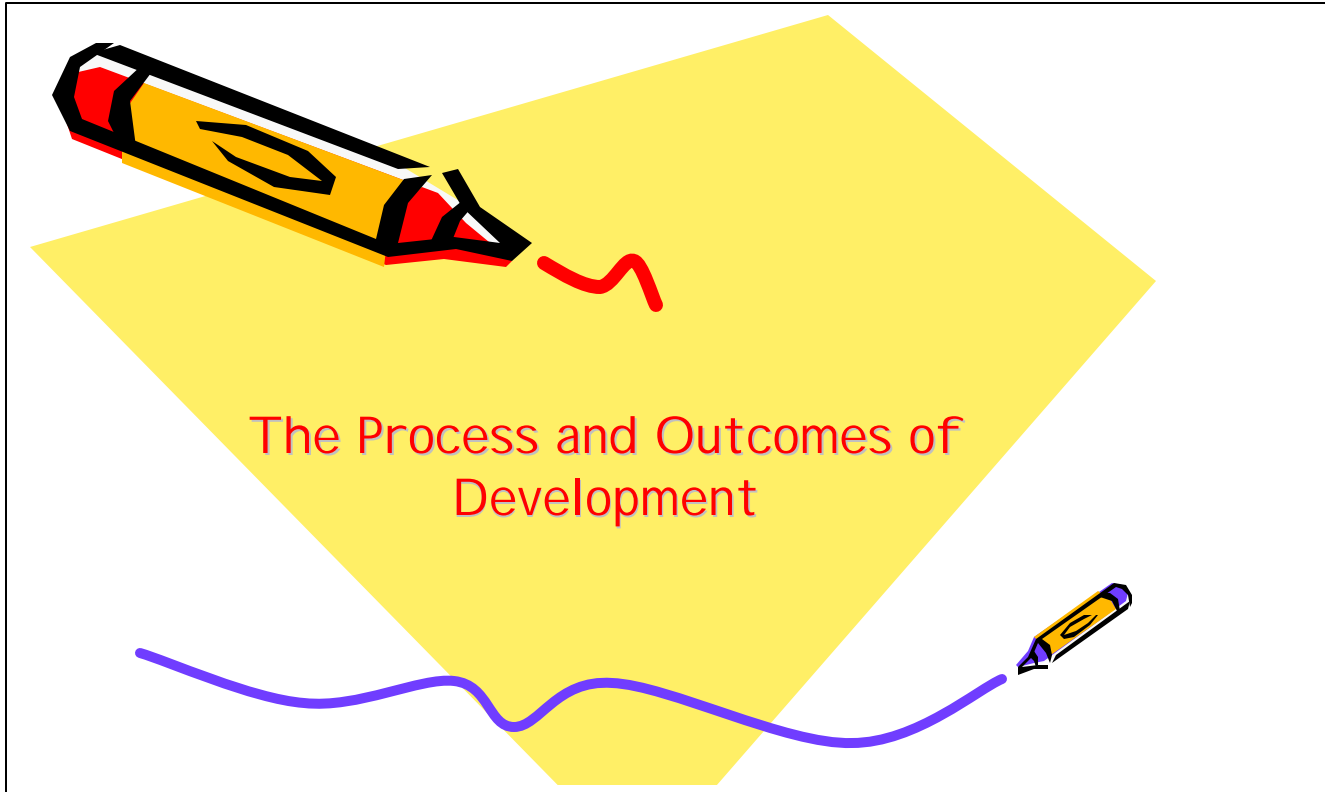 The Process and Outcomes of
Development